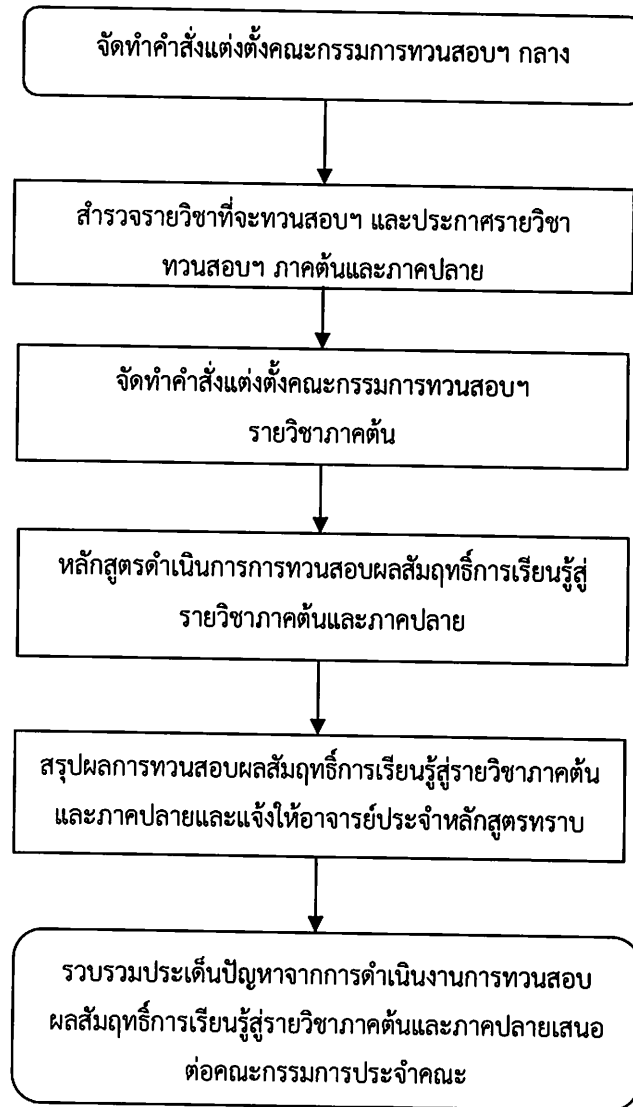 จัดทำคำสั่งแต่งตั้งคณะกรรมการทวนสอบฯ กลาง
สำรวจรายวิชาที่จะทวนสอบฯ และประกาศรายวิชา
ทวนสอบฯ ภาคต้นและภาคปลาย
จัดทำคำสั่งแต่งตั้งคณะกรรมการทวนสอบฯ
รายวิชาภาคต้น
หลักสูตรดำเนินการการทวนสอบผลสัมฤทธิ์การเรียนรู้สู่
รายวิชาภาคต้นและภาคปลาย
สรุปผลการทวนสอบผลสัมฤทธิ์การเรียนรู้สู่รายวิชาภาคต้น
และภาคปลายและแจ้งให้อาจารย์ประจำหลักสูตรทราบ
รวบรวมประเด็นปัญหาจากการดำเนินงานการทวนสอบ
ผลสัมฤทธิ์การเรียนรู้สู่รายวิชาภาคต้นและภาคปลายเสนอ
ต่อคณะกรรมการประจำคณะ